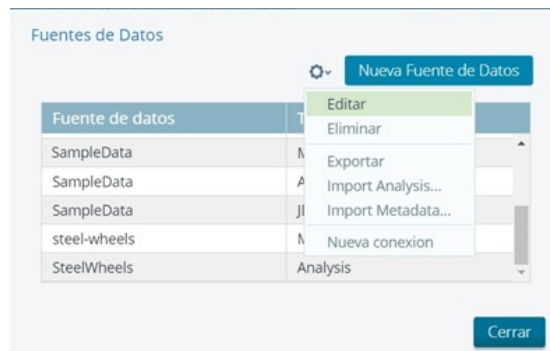 Fuentes de Datos
Nueva Fuente de Datos
Fuente de datos
Editar
Eliminar
Exportar
Import Analysis...
Import Metadata...
Nueva conexion
SampleData
SampleData
SampleData
steel-wheels
SteelWheels Analysis
Cerrar